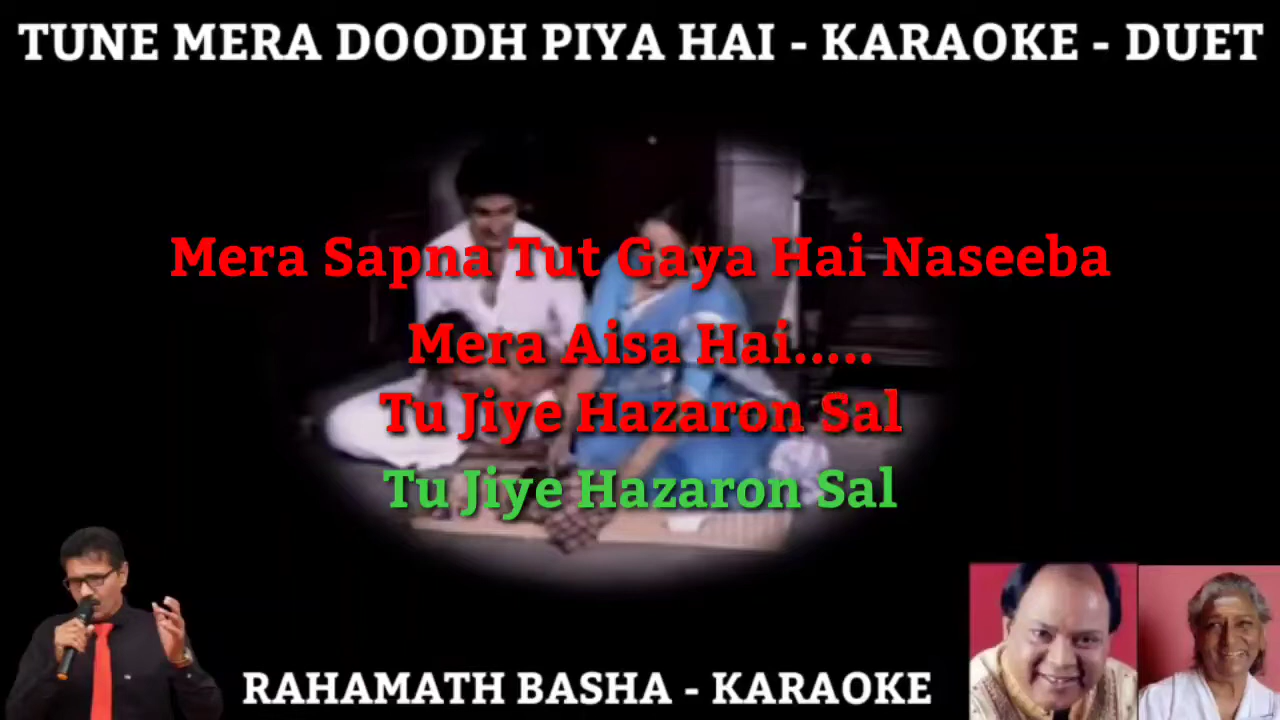 TUNE MERA DOODH PIYA HAI - KARAOKE - DUET
Mera Sapna Tut Gaya Hai Naseeba
Mera Aisa Hai.....
Tu Jiye Hazaron Sal
Tu Jiye Hazaron Sal
RAHAMATH BASHA - KARAOKE